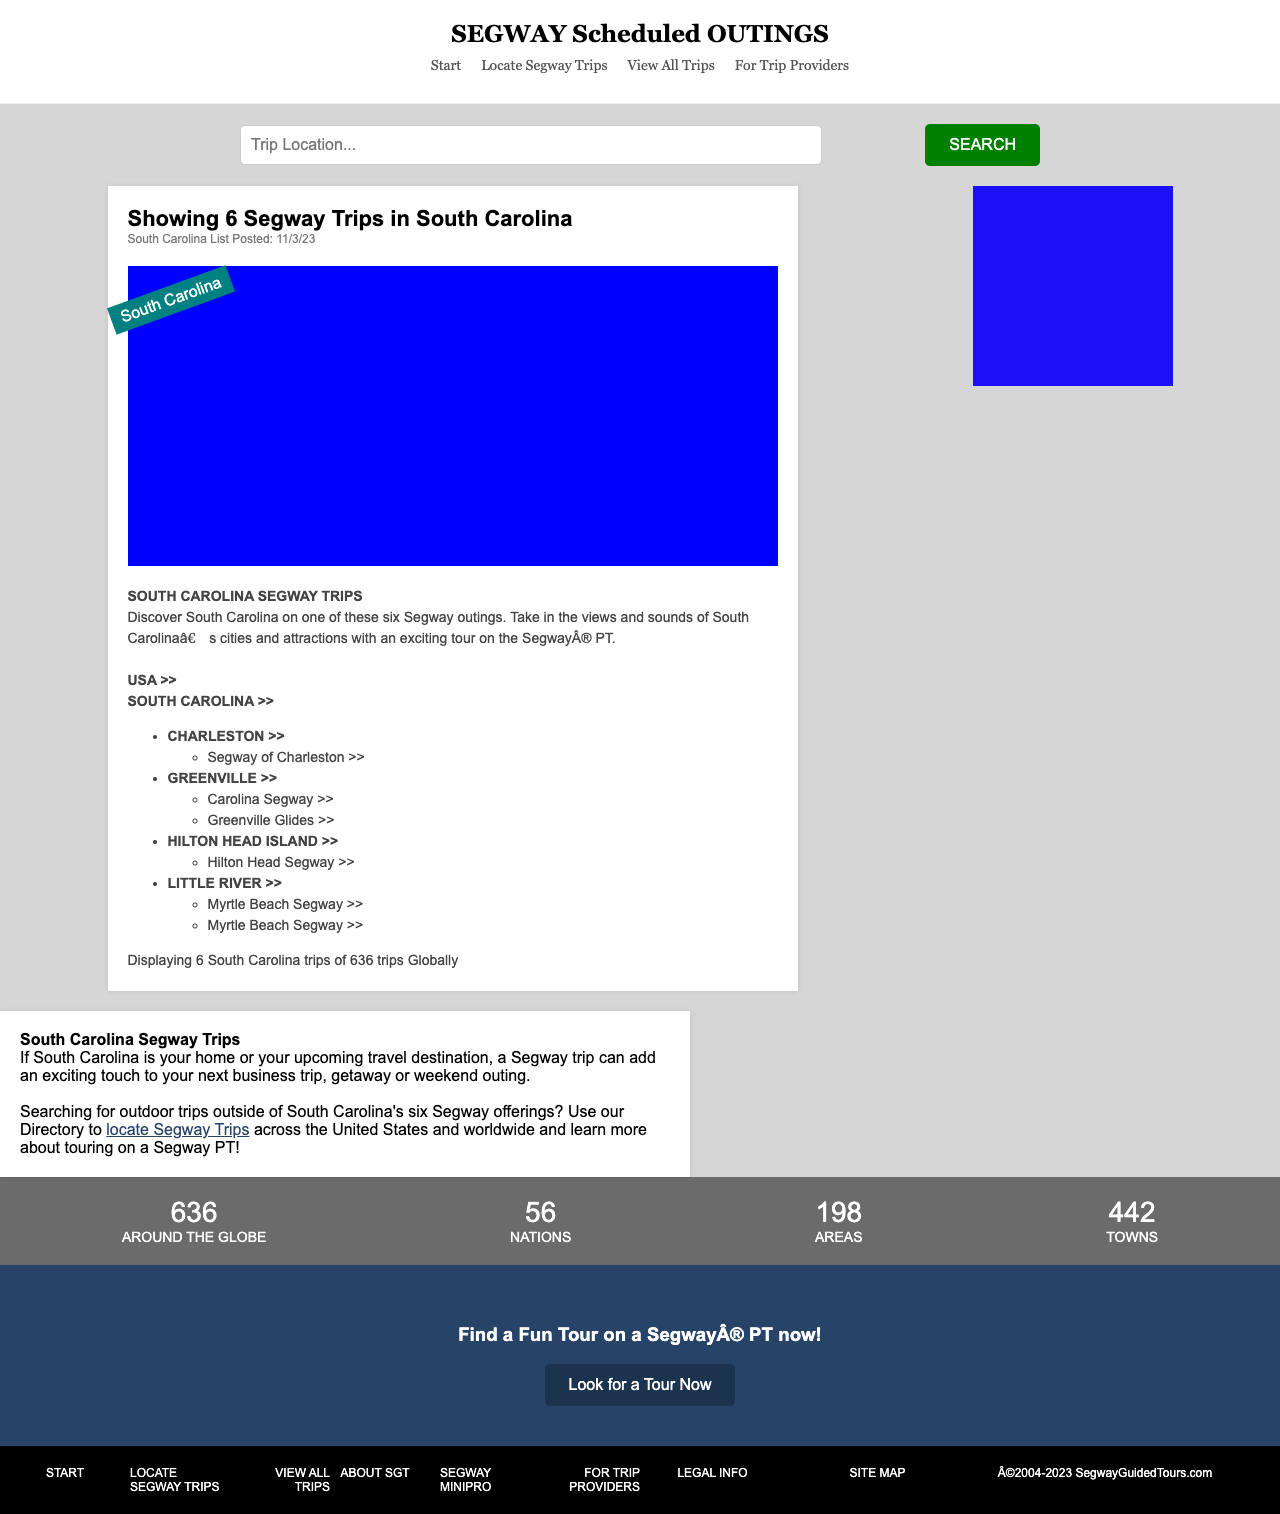 SEGWAY Scheduled OUTINGS
Start Locate Segway Trips View All Trips For Trip Providers
Trip Location... SEARCH
Showing 6 Segway Trips in South Carolina
South Carolina List Posted: 11/3/23
South Carolina
SOUTH CAROLINA SEGWAY TRIPS
Discover South Carolina on one of these six Segway outings. Take in the views and sounds of South
Carolinaâ€ s cities and attractions with an exciting tour on the SegwayÂ® PT.
USA >>
SOUTH CAROLINA >>
• CHARLESTON >>
◦ Segway of Charleston >>
• GREENVILLE >>
◦ Carolina Segway >>
◦ Greenville Glides >>
• HILTON HEAD ISLAND >>
◦ Hilton Head Segway >>
• LITTLE RIVER >>
◦ Myrtle Beach Segway >>
◦ Myrtle Beach Segway >>
Displaying 6 South Carolina trips of 636 trips Globally
South Carolina Segway Trips
If South Carolina is your home or your upcoming travel destination, a Segway trip can add
an exciting touch to your next business trip, getaway or weekend outing.
Searching for outdoor trips outside of South Carolina's six Segway offerings? Use our
Directory to locate Segway Trips across the United States and worldwide and learn more
about touring on a Segway PT!
636 56 198 442
AROUND THE GLOBE NATIONS AREAS TOWNS
Find a Fun Tour on a SegwayÂ® PT now!
Look for a Tour Now
START LOCATE VIEW ALL ABOUT SGT SEGWAY FOR TRIP LEGAL INFO SITE MAP Â©2004-2023 SegwayGuidedTours.com
SEGWAY TRIPS TRIPS MINIPRO PROVIDERS